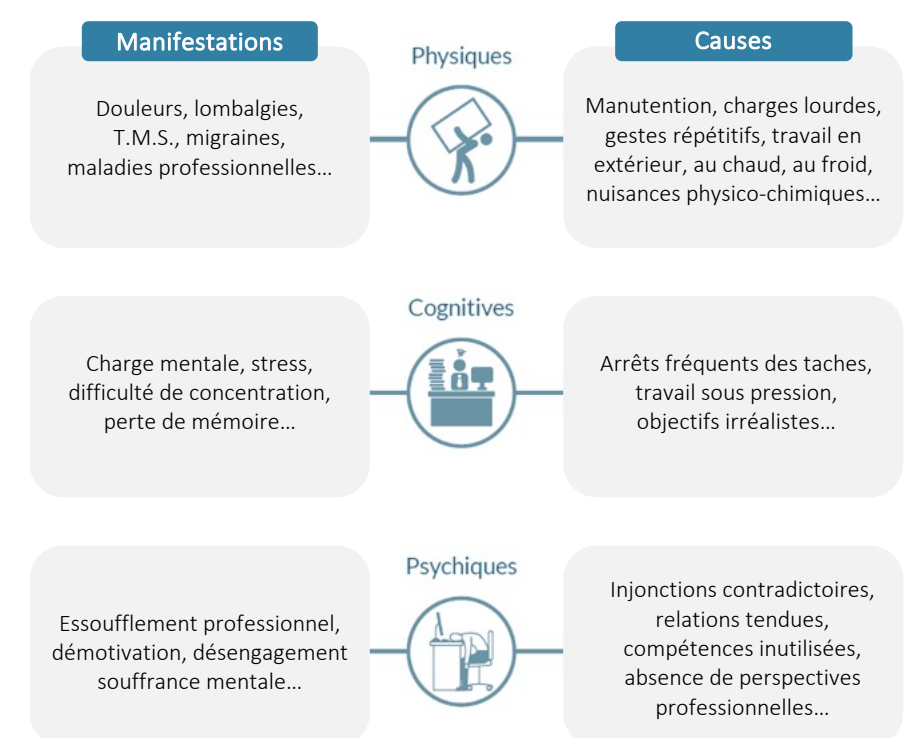 Manifestations
Physiques
Causes
Douleurs, lombalgies,
T.M.S., migraines,
maladies professionnelles…
Manutention, charges lourdes,
gestes répétitifs, travail en
extérieur, au chaud, au froid,
nuisances physico-chimiques…
Cognitives
Charge mentale, stress,
difficulté de concentration,
perte de mémoire…
Arrêts fréquents des taches,
travail sous pression,
objectifs irréalistes…
Psychiques
Essoufflement professionnel,
démotivation, désengagement
souffrance mentale…
Injonctions contradictoires,
relations tendues,
compétences inutilisées,
absence de perspectives
professionnelles…